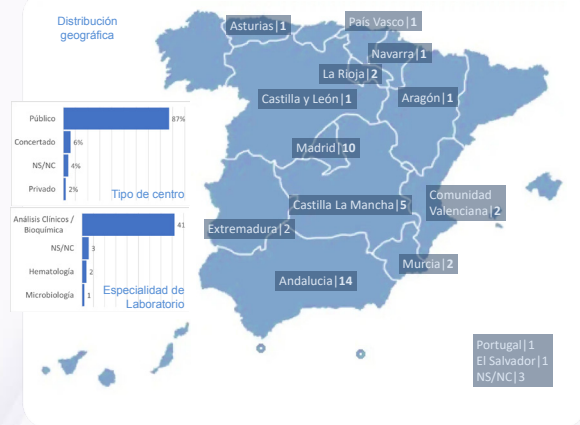 Distribución
geográfica
Asturias|1
País Vasco|1
Navarra|1
La Rioja|2
Castilla y León|1
Aragón|1
Madrid|10
Castilla La Mancha|5
Comunidad
Valenciana|2
Extremadura|2
Murcia|2
Andalucia|14
Portugal|1
El Salvador|1
NS/NC|3
Público 87%
Concertado 6%
NS/NC 4%
Privado 2%
Tipo de centro
Análisis Clínicos /
Bioquímica 41
NS/NC 3
Hematología 2
Microbiología 1
Especialidad de
Laboratorio